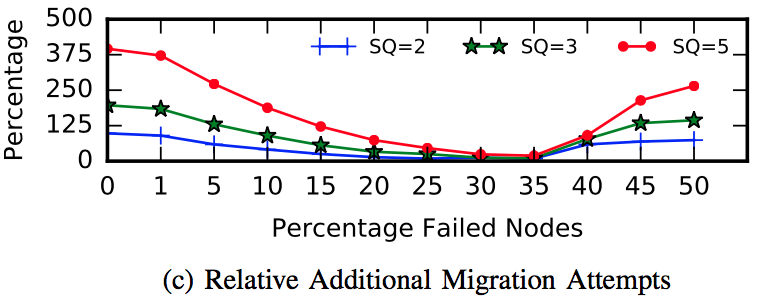 500
375
250
125
0
Percentage
SQ=2 SQ=3 SQ=5
0 1 5 10 15 20 25 30 35 40 45 50
Percentage Failed Nodes
(c) Relative Additional Migration Attempts